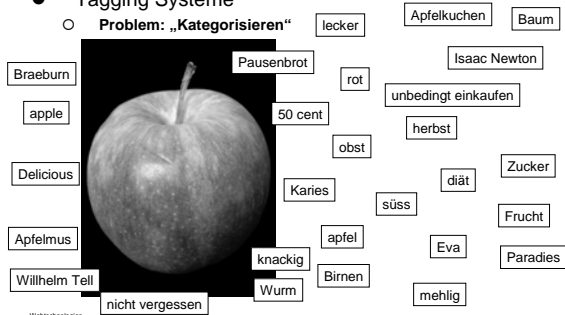 Tagging Systeme
Problem: „Kategorisieren“
lecker
Apfelkuchen
Baum
Pausenbrot
Isaac Newton
Braeburn
rot
unbedingt einkaufen
apple
50 cent
herbst
obst
Delicious
Zucker
diät
Karies
süss
Frucht
Apfelmus
apfel
Eva
Paradies
knackig
Willhelm Tell
Birnen
Wurm
mehlig
nicht vergessen